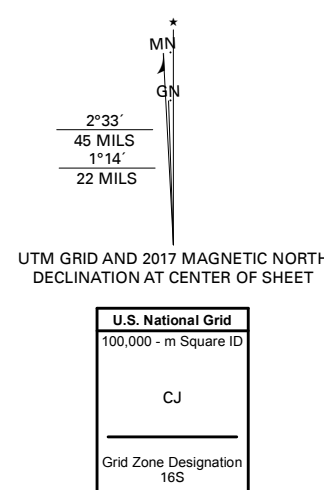 ★
MN
GN
2°33´
45 MILS
1°14´
22 MILS
UTM GRID AND 2017 MAGNETIC NORTH
DECLINATION AT CENTER OF SHEET
U.S. National Grid
100,000 - m Square ID
CJ
Grid Zone Designation
16S